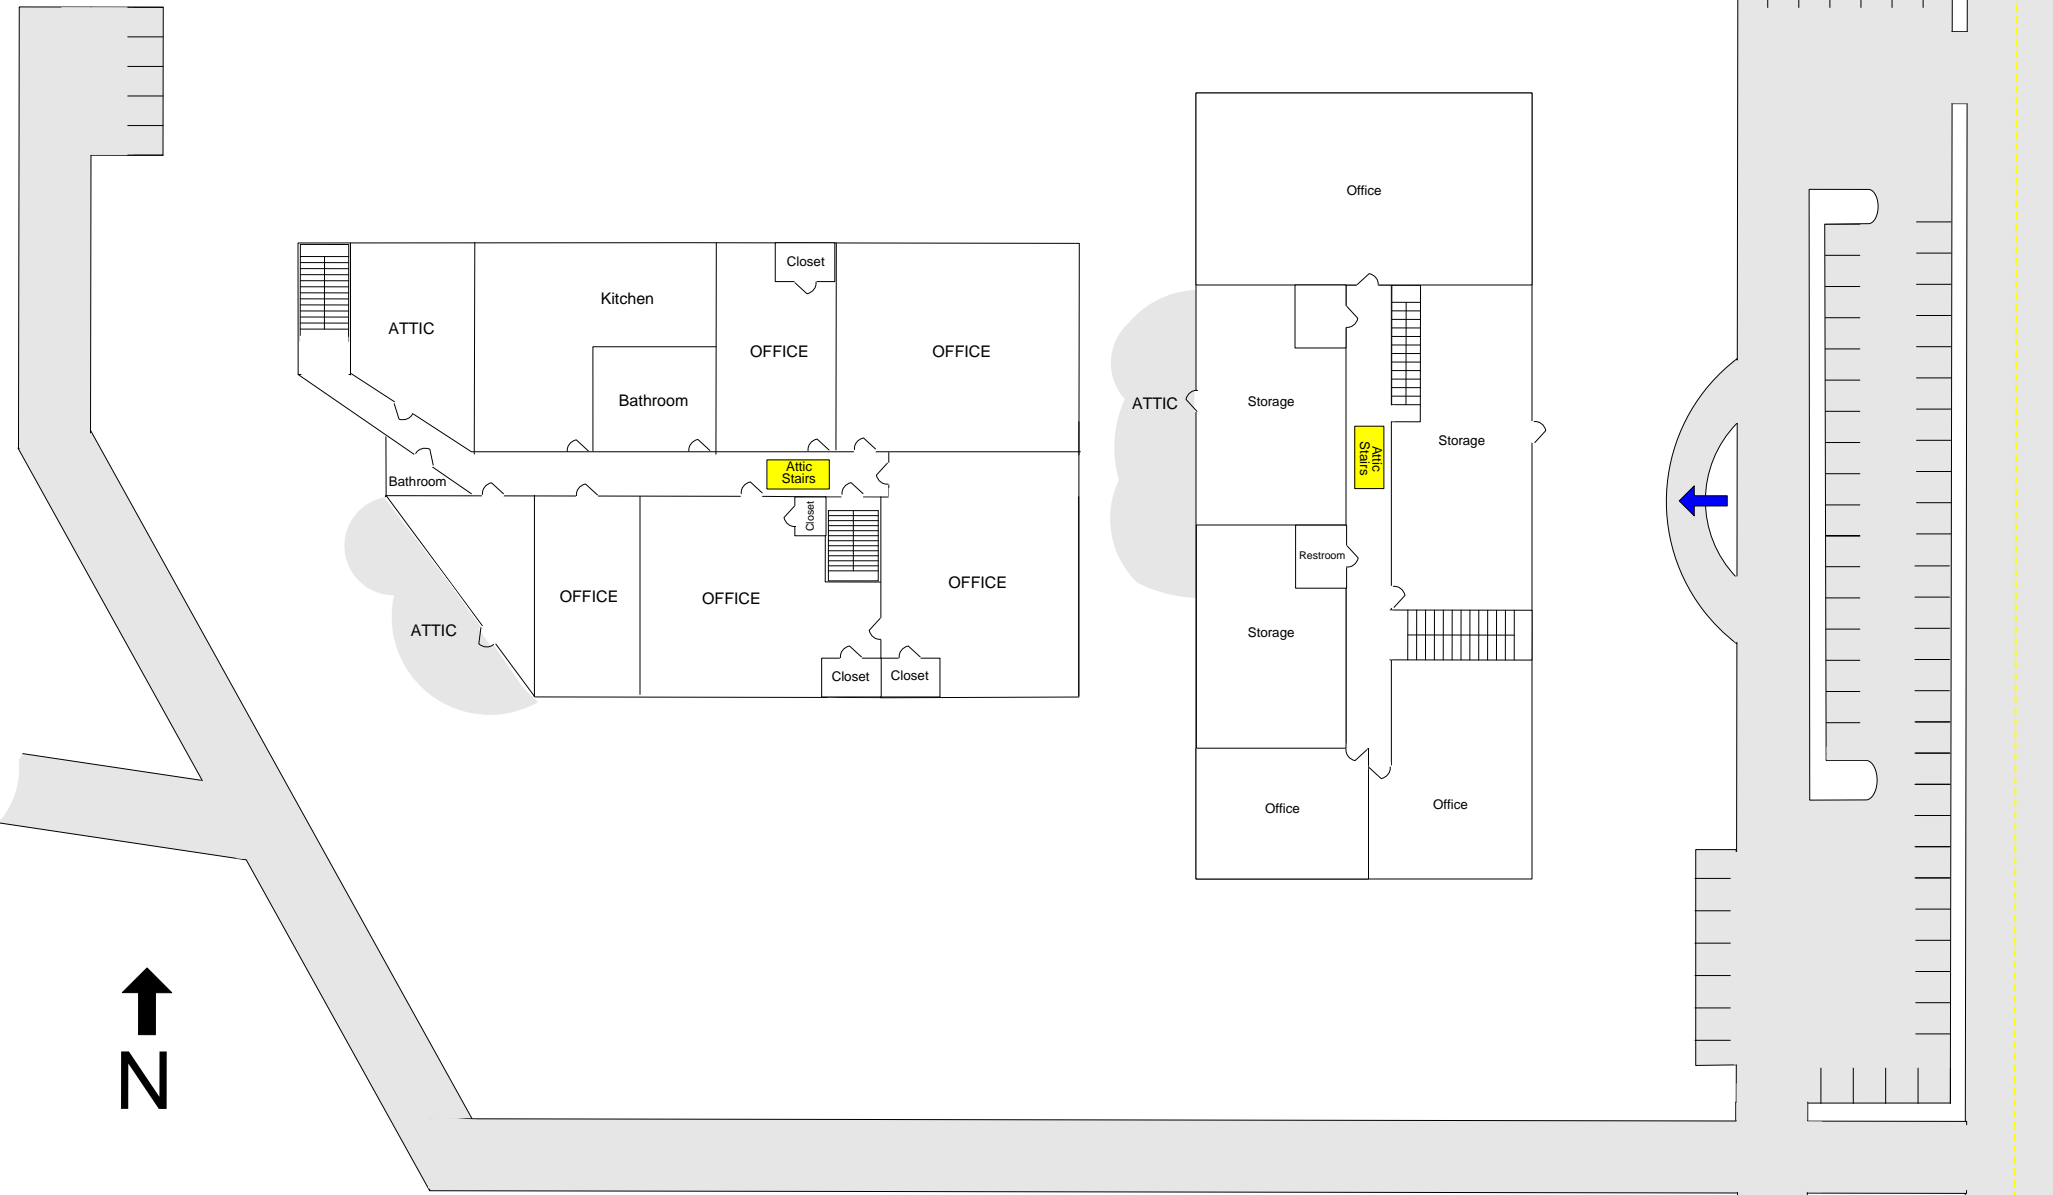 Office
Closet
Kitchen
ATTIC
OFFICE
OFFICE
Bathroom
ATTIC
Storage
Storage
Attic
Stairs
Attic
Stairs
Bathroom
Closet
Restroom
OFFICE
OFFICE
OFFICE
ATTIC
Storage
Closet
Closet
Office
Office
N